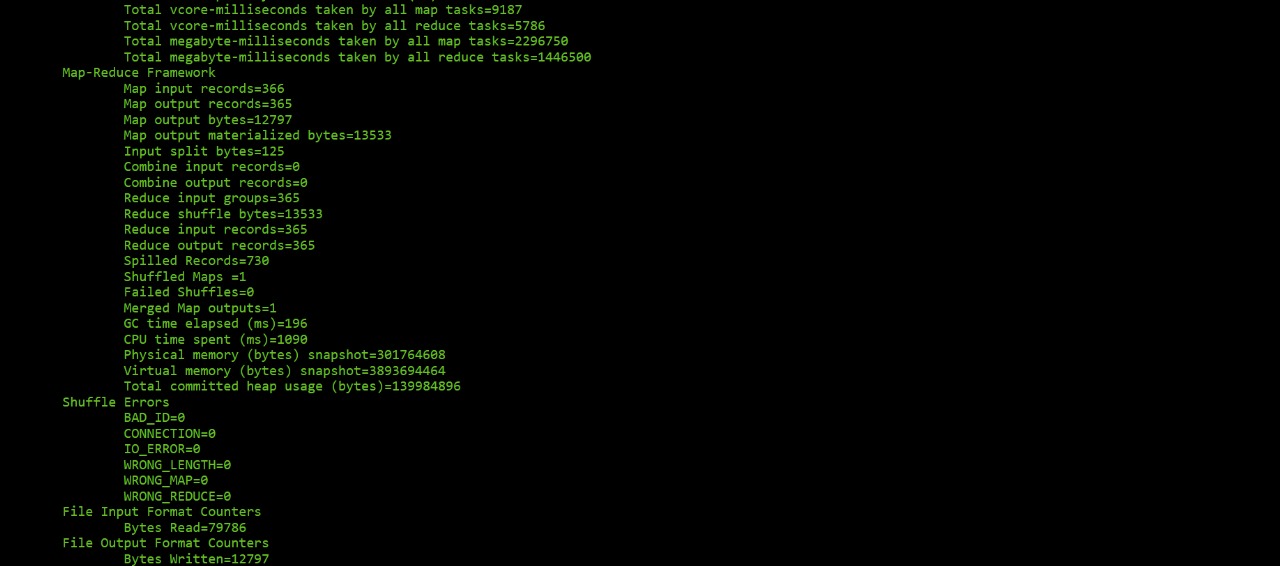 Total vcore-milliseconds taken by all map tasks=9187
Total vcore-milliseconds taken by all reduce tasks=5786
Total megabyte-milliseconds taken by all map tasks=2296750
Total megabyte-milliseconds taken by all reduce tasks=1446500
Map-Reduce Framework
Map input records=366
Map output records=365
Map output bytes=12797
Map output materialized bytes=13533
Input split bytes=125
Combine input records=0
Combine output records=0
Reduce input groups=365
Reduce shuffle bytes=13533
Reduce input records=365
Reduce output records=365
Spilled Records=730
Shuffled Maps =1
Failed Shuffles=0
Merged Map outputs=1
GC time elapsed (ms)=196
CPU time spent (ms)=1090
Physical memory (bytes) snapshot=301764608
Virtual memory (bytes) snapshot=3893694464
Total committed heap usage (bytes)=139984896
Shuffle Errors
BAD_ID=0
CONNECTION=0
IO_ERROR=0
WRONG_LENGTH=0
WRONG_MAP=0
WRONG_REDUCE=0
File Input Format Counters
Bytes Read=79786
File Output Format Counters
Bytes Written=12797